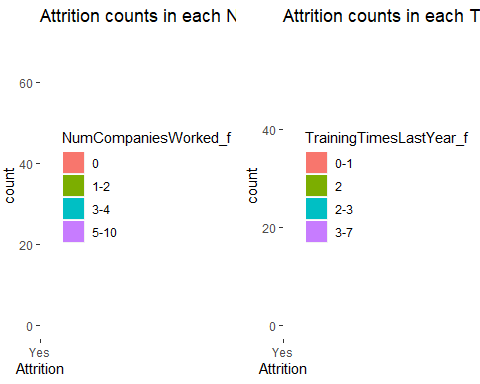 Attrition counts in each N
60
40
20
0
count
NumCompaniesWorked_f
0
1-2
3-4
5-10
Yes
Attrition
Attrition counts in each T
40
20
0
count
TrainingTimesLastYear_f
0-1
2
2-3
3-7
Yes
Attrition